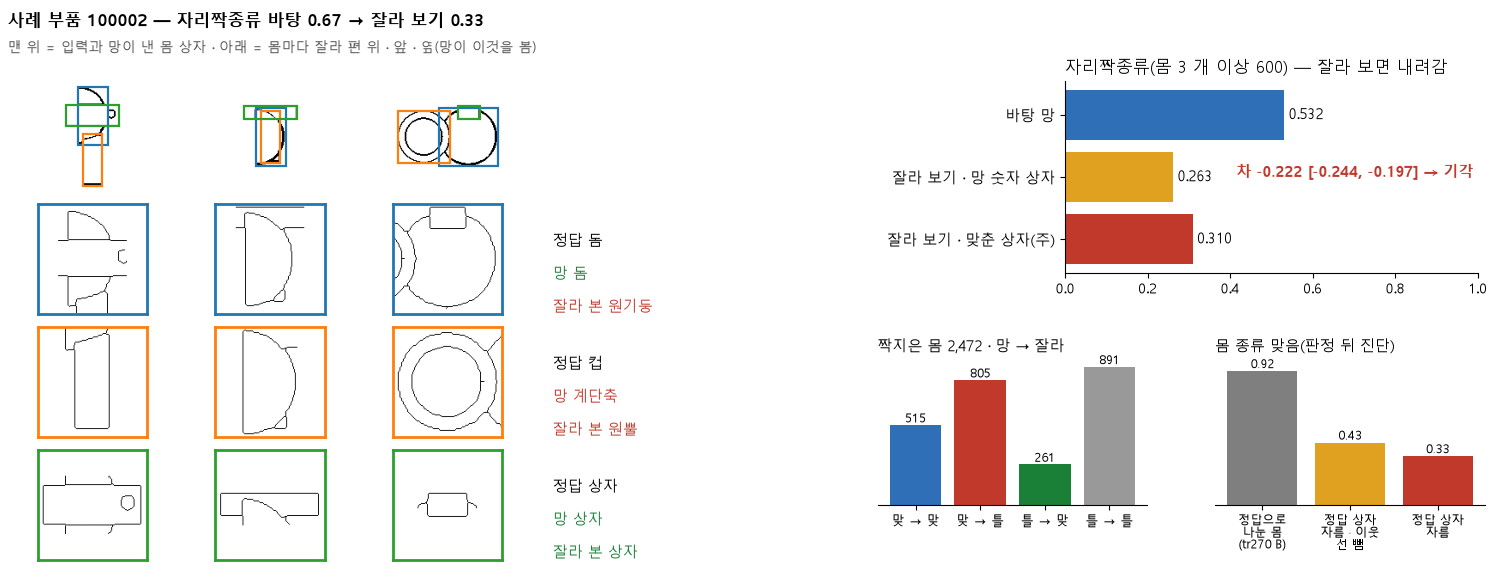 사례 부품 100002 — 자리짝종류 바탕 0.67 → 잘라 보기 0.33
맨 위 = 입력과 망이 낸 몸 상자 · 아래 = 몸마다 잘라 편 위 · 앞 · 옆(망이 이것을 봄)
정답 돔
망 돔
잘라 본 원기둥
정답 컵
망 계단축
잘라 본 원뿔
정답 상자
망 상자
잘라 본 상자
자리짝종류(몸 3 개 이상 600) — 잘라 보면 내려감
바탕 망
0.532
잘라 보기 · 망 숫자 상자
0.263
차 -0.222 [-0.244, -0.197] → 기각
잘라 보기 · 맞춘 상자(주)
0.310
0.0 0.2 0.4 0.6 0.8 1.0
짝지은 몸 2,472 · 망 → 잘라
515
805
261
891
맞 → 맞
맞 → 틀
틀 → 맞
틀 → 틀
몸 종류 맞음(판정 뒤 진단)
0.92
0.43
0.33
정답으로
나눈 몸
(tr270 B)
정답 상자
자름 · 이웃
선 뺌
정답 상자
자름